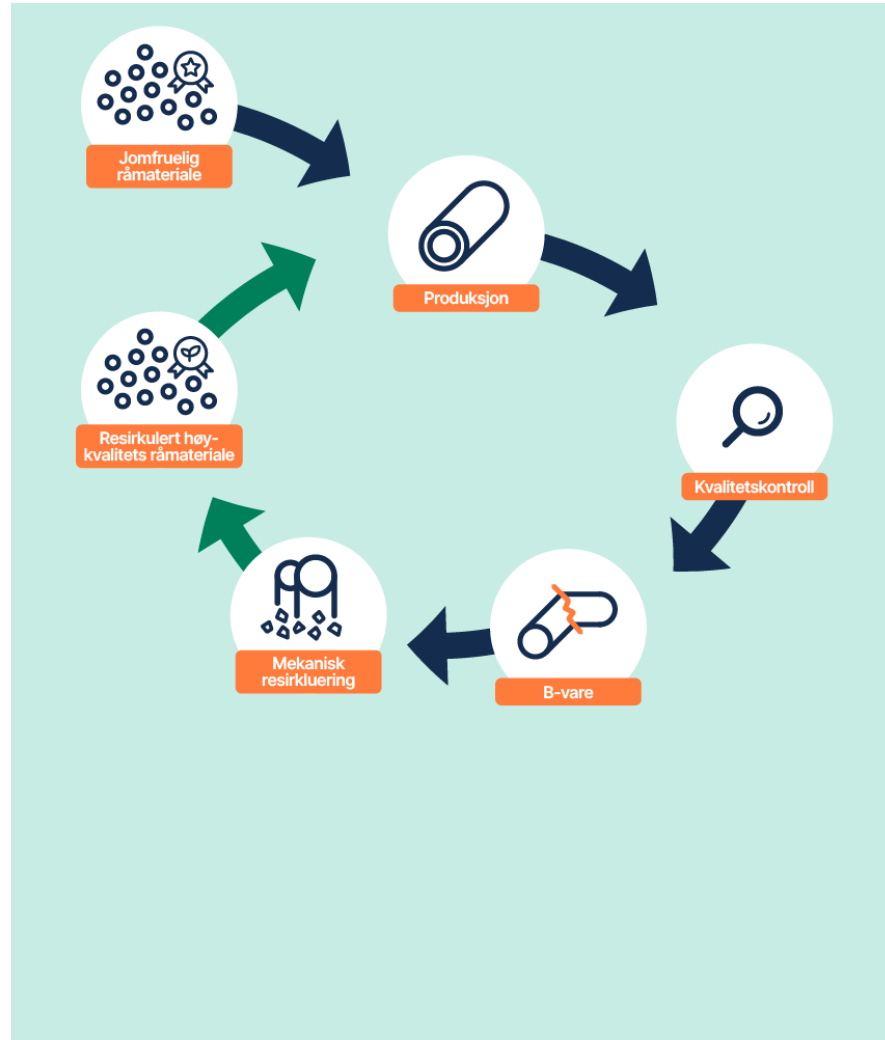 Jomfruelig
råmateriale
Produksjon
Resirkulert høy-
kvalitets råmateriale
Kvalitetskontroll
Mekanisk
resirkluering
B-vare